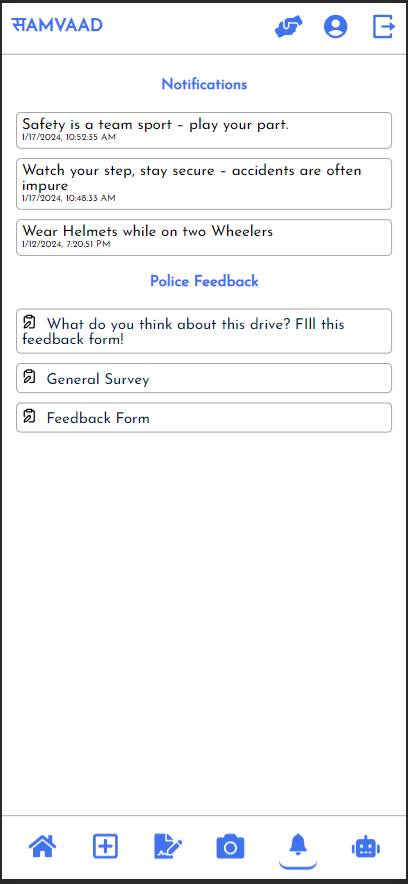 सAMVAAD
Notifications
Safety is a team sport – play your part.
1/17/2024, 10:52:35 AM
Watch your step, stay secure – accidents are often
impure
1/17/2024, 10:48:33 AM
Wear Helmets while on two Wheelers
1/12/2024, 7:20:51 PM
Police Feedback
What do you think about this drive? FIll this
feedback form!
General Survey
Feedback Form